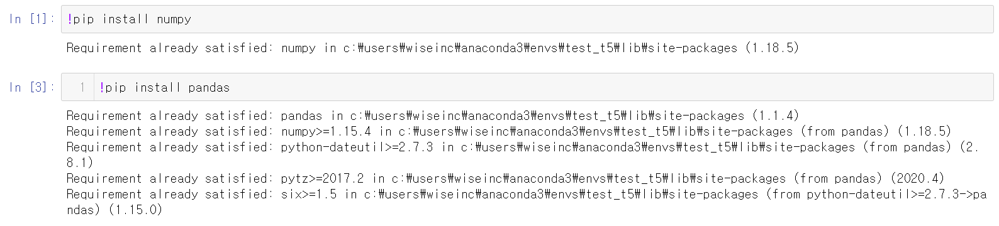 In [1]: !pip install numpy
Requirement already satisfied: numpy in c:₩users₩wiseinc₩anaconda3₩envs₩test_t5₩lib₩site-packages (1.18.5)
In [3]: 1 !pip install pandas
Requirement already satisfied: pandas in c:₩users₩wiseinc₩anaconda3₩envs₩test_t5₩lib₩site-packages (1.1.4)
Requirement already satisfied: numpy>=1.15.4 in c:₩users₩wiseinc₩anaconda3₩envs₩test_t5₩lib₩site-packages (from pandas) (1.18.5)
Requirement already satisfied: python-dateutil>=2.7.3 in c:₩users₩wiseinc₩anaconda3₩envs₩test_t5₩lib₩site-packages (from pandas) (2.
8.1)
Requirement already satisfied: pytz>=2017.2 in c:₩users₩wiseinc₩anaconda3₩envs₩test_t5₩lib₩site-packages (from pandas) (2020.4)
Requirement already satisfied: six>=1.5 in c:₩users₩wiseinc₩anaconda3₩envs₩test_t5₩lib₩site-packages (from python-dateutil>=2.7.3->pa
ndas) (1.15.0)